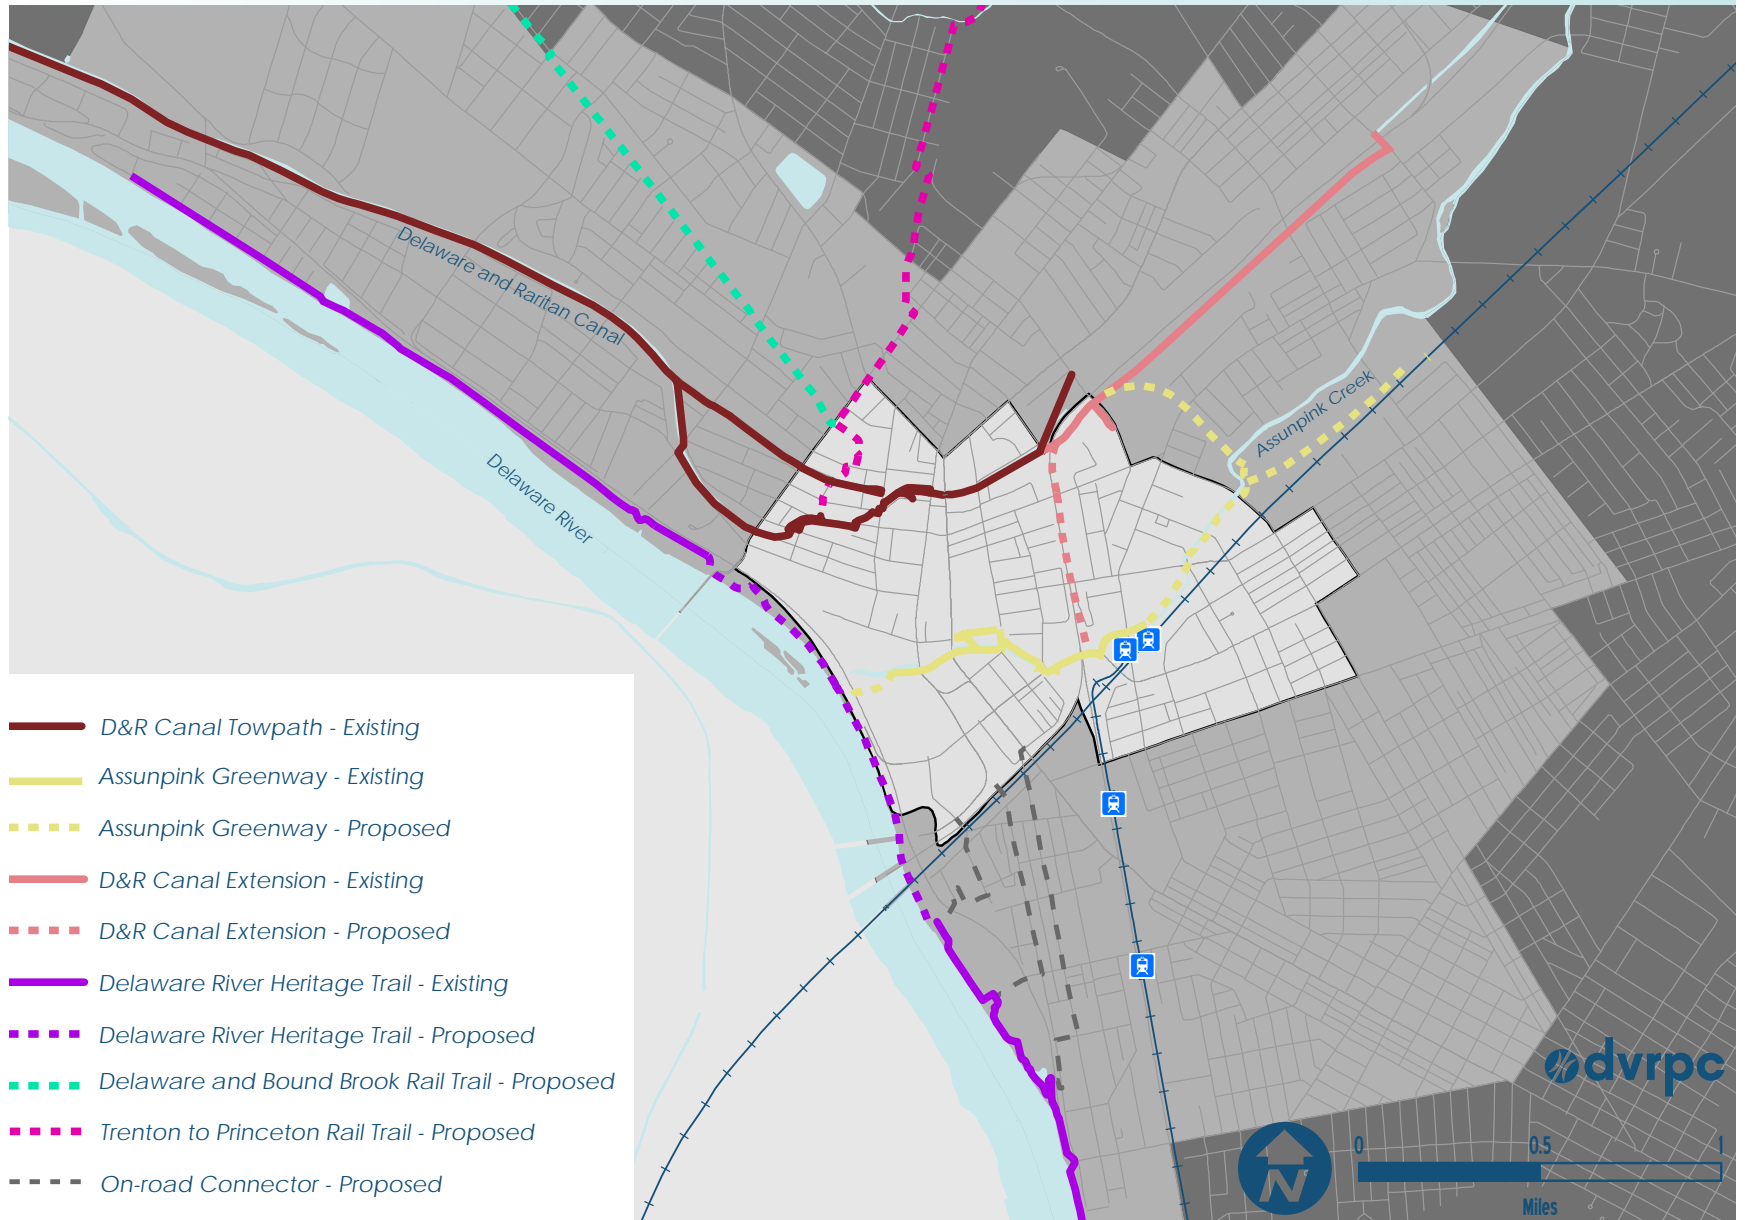 Delaware and Raritan Canal
Delaware River
Assunpink Creek
D&R Canal Towpath - Existing
Assunpink Greenway - Existing
Assunpink Greenway - Proposed
D&R Canal Extension - Existing
D&R Canal Extension - Proposed
Delaware River Heritage Trail - Existing
Delaware River Heritage Trail - Proposed
Delaware and Bound Brook Rail Trail - Proposed
Trenton to Princeton Rail Trail - Proposed
On-road Connector - Proposed
dvrpc
N
0 0.5 1
Miles